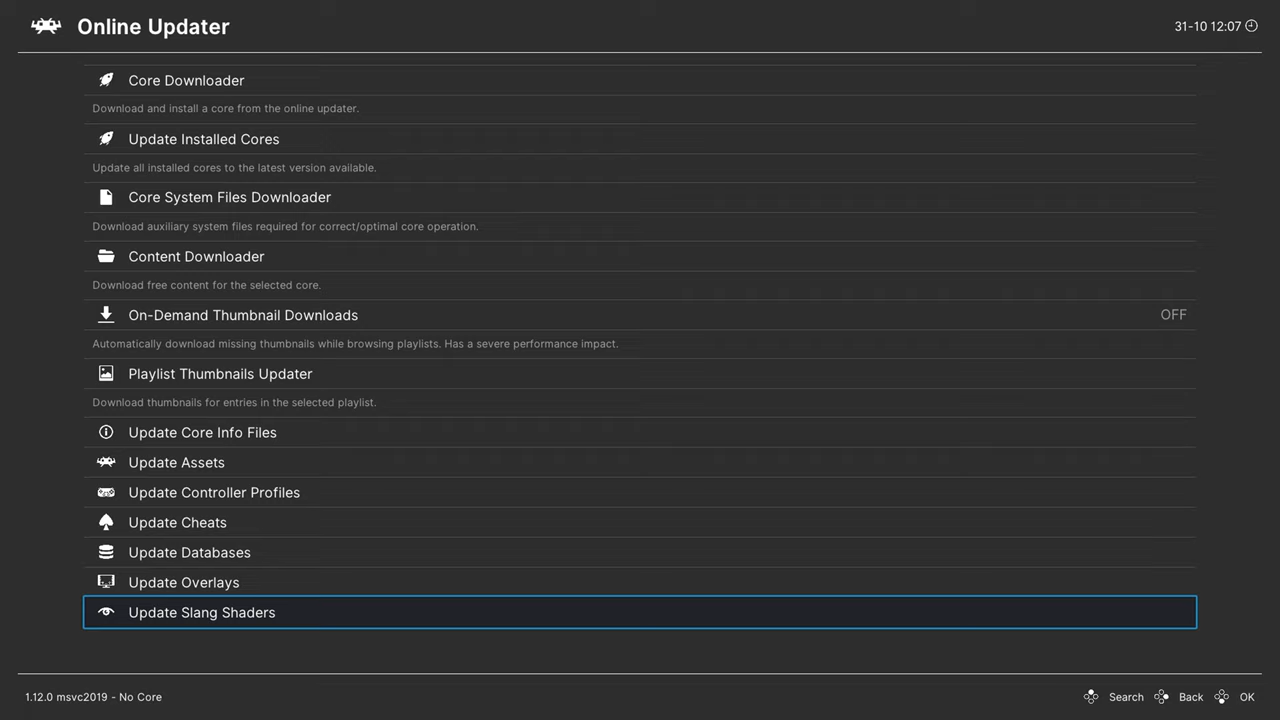 Online Updater
31-10 12:07
Core Downloader
Download and install a core from the online updater.
Update Installed Cores
Update all installed cores to the latest version available.
Core System Files Downloader
Download auxiliary system files required for correct/optimal core operation.
Content Downloader
Download free content for the selected core.
On-Demand Thumbnail Downloads OFF
Automatically download missing thumbnails while browsing playlists. Has a severe performance impact.
Playlist Thumbnails Updater
Download thumbnails for entries in the selected playlist.
Update Core Info Files
Update Assets
Update Controller Profiles
Update Cheats
Update Databases
Update Overlays
Update Slang Shaders
1.12.0 msvc2019 - No Core
Search Back OK